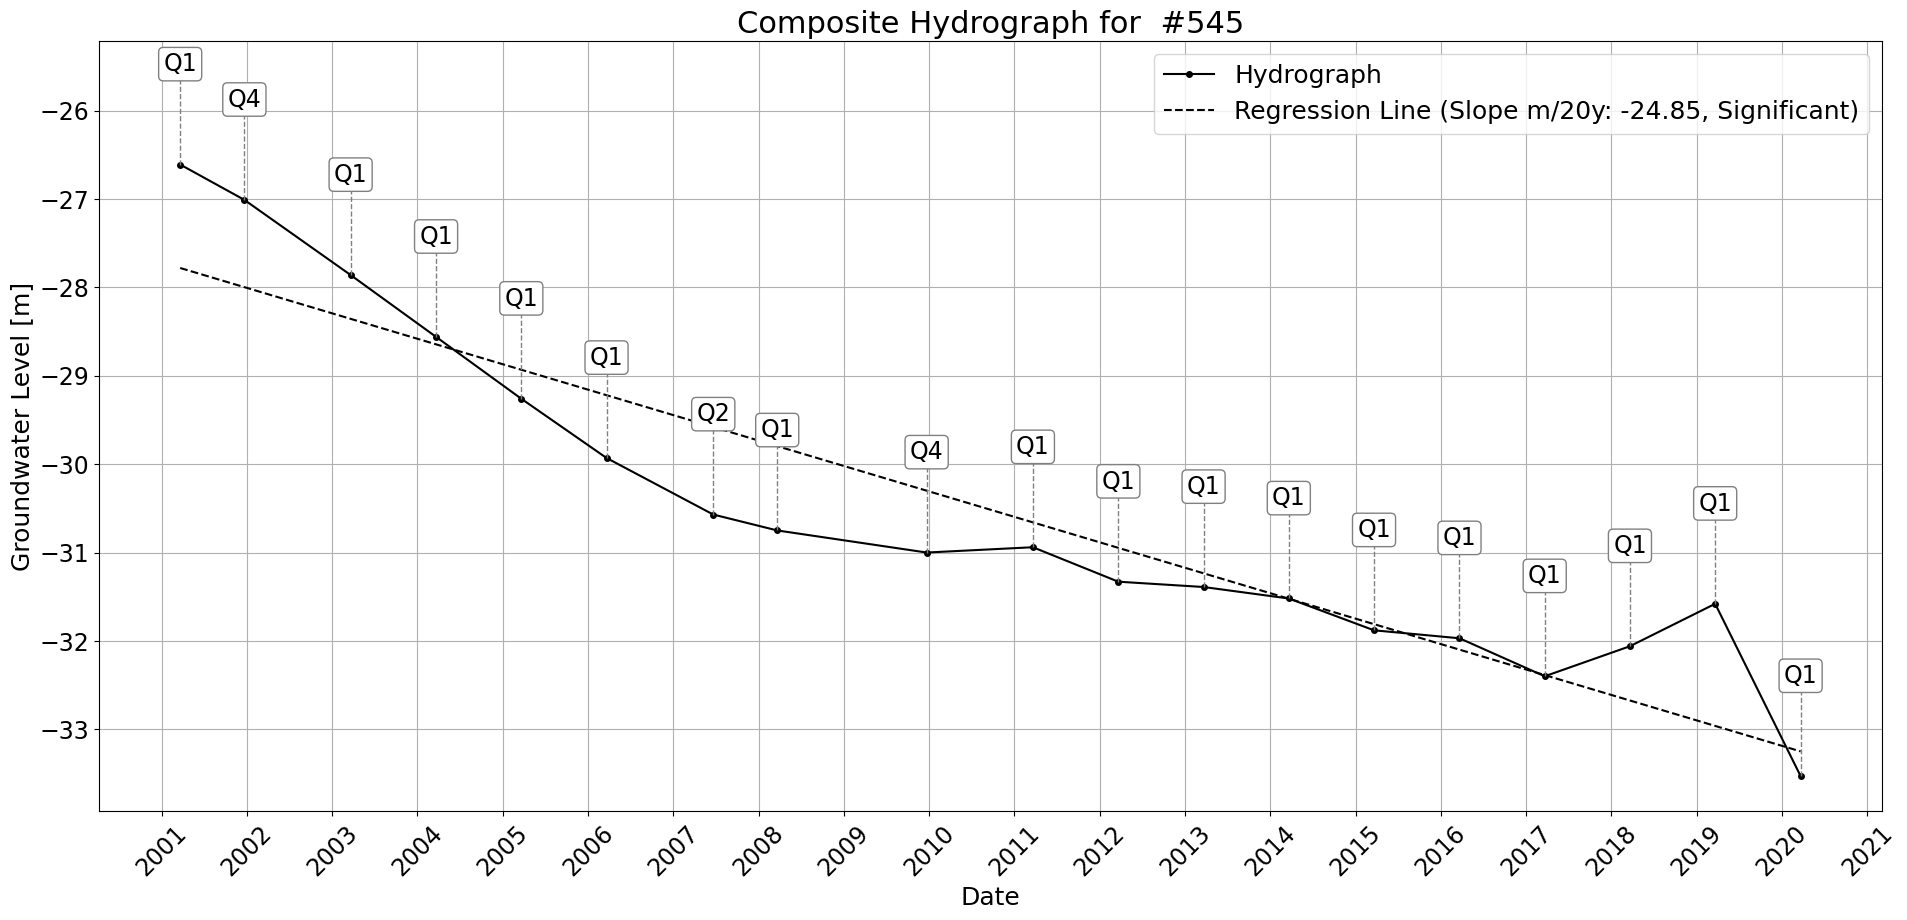 Composite Hydrograph for  #545
Hydrograph
Regression Line (Slope m/20y: -24.85, Significant)
Groundwater Level [m]
−26
−27
−28
−29
−30
−31
−32
−33
Q1
Q4
Q1
Q1
Q1
Q1
Q2
Q1
Q4
Q1
Q1
Q1
Q1
Q1
Q1
Q1
Q1
Q1
Q1
2001
2002
2003
2004
2005
2006
2007
2008
2009
2010
2011
2012
2013
2014
2015
2016
2017
2018
2019
2020
2021
Date